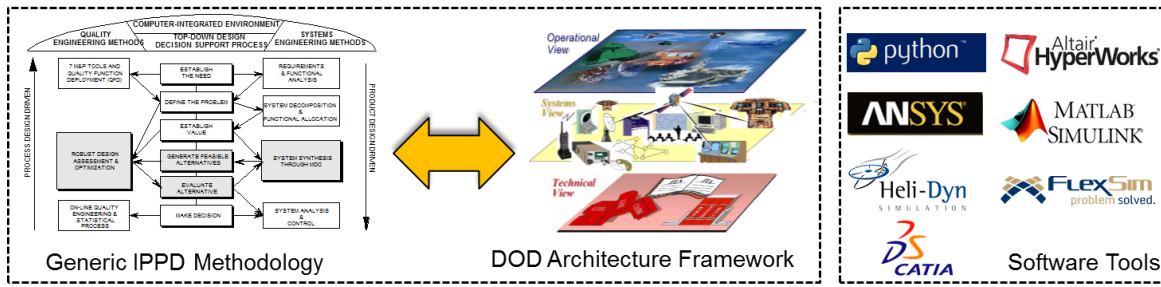 COMPUTER-INTEGRATED ENVIRONMENT
QUALITY
ENGINEERING METHODS
TOP-DOWN DESIGN
DECISION SUPPORT PROCESS
SYSTEMS
ENGINEERING METHODS
PROCESS DESIGN DRIVEN
PRODUCT DESIGN DRIVEN
7 M&P TOOLS AND
QUALITY FUNCTION
DEPLOYMENT (QFD)
ESTABLISH
THE NEED
REQUIREMENTS
& FUNCTIONAL
ANALYSIS
DEFINE THE PROBLEM
SYSTEM DECOMPOSITION
&
FUNCTIONAL ALLOCATION
ESTABLISH
VALUE
ROBUST DESIGN
ASSESSMENT &
OPTIMIZATION
GENERATE FEASIBLE
ALTERNATIVES
SYSTEM SYNTHESIS
THROUGH MDO
EVALUATE
ALTERNATIVE
ON-LINE QUALITY
ENGINEERING &
STATISTICAL
PROCESS
MAKE DECISION
SYSTEM ANALYSIS
&
CONTROL
Generic IPPD Methodology
Operational
View
Systems
View
Technical
View
DOD Architecture Framework
python™
Altair
HyperWorks
ANSYS®
MATLAB
SIMULINK®
Heli-Dyn
SIMULATION
FLEXSIM
problem solved.
DS
CATIA
Software Tools